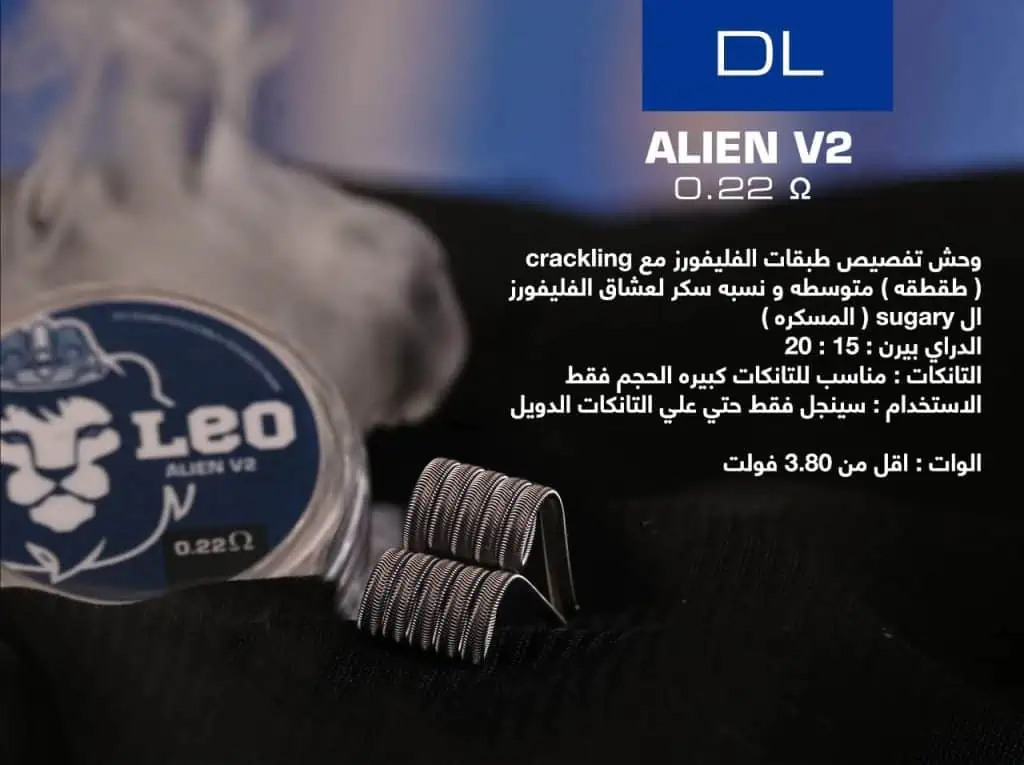 DL
ALIEN V2
0.22 Ω
وحش تفصيص طبقات الفليفورز مع crackling
( طقطقه ) متوسطه و نسبه سكر لعشاق الفليفورز
ال sugary ( المسكره )
الدراي بيرن : 15 : 20
التانكات : مناسب للتانكات كبيره الحجم فقط
الاستخدام : سينجل فقط حتي علي التانكات الدويل
الوات : اقل من 3.80 فولت
Leo
ALIEN V2
0.22Ω